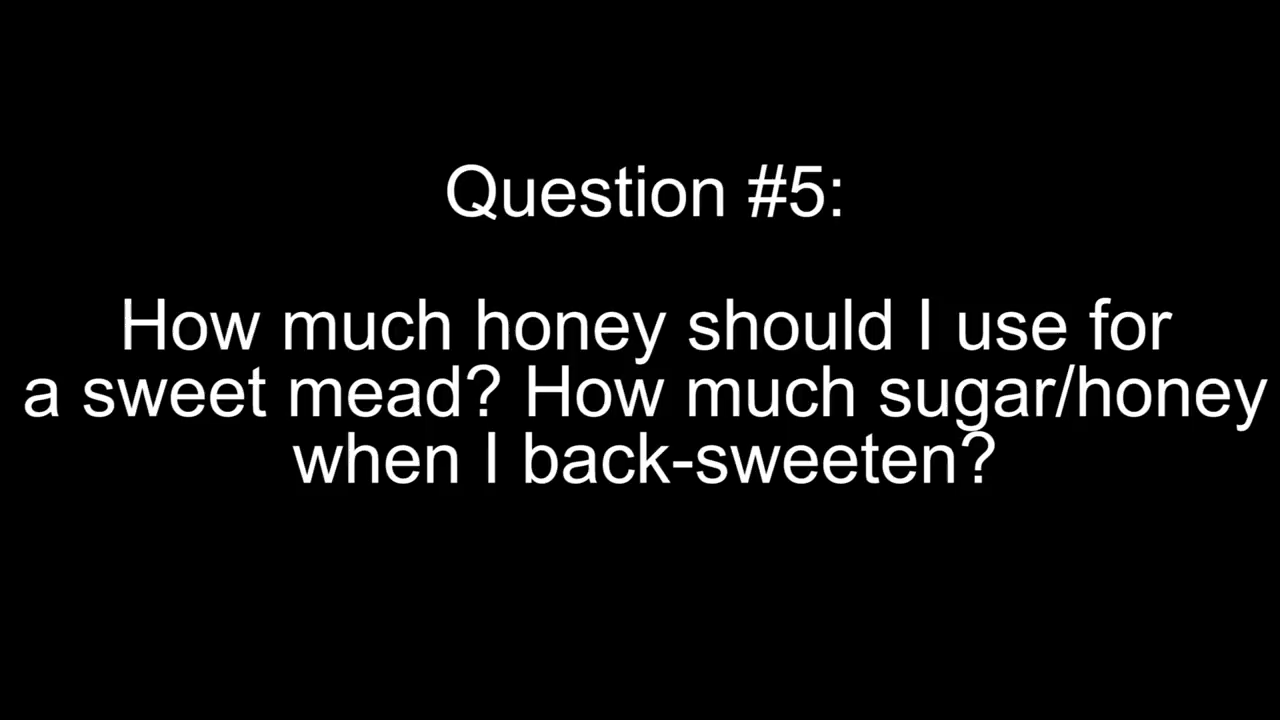 Question #5:
How much honey should I use for
a sweet mead? How much sugar/honey
when I back-sweeten?